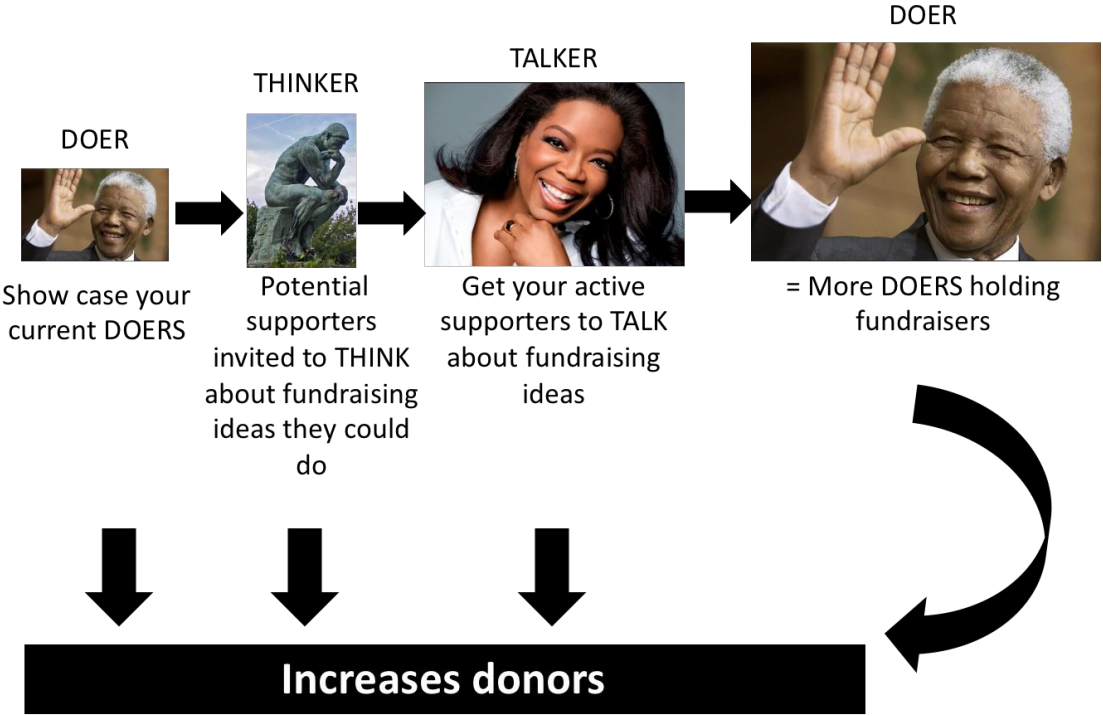 DOER
THINKER
TALKER
DOER
Show case your
current DOERS
Potential
supporters
invited to THINK
about fundraising
ideas they could
do
Get your active
supporters to TALK
about fundraising
ideas
= More DOERS holding
fundraisers
Increases donors